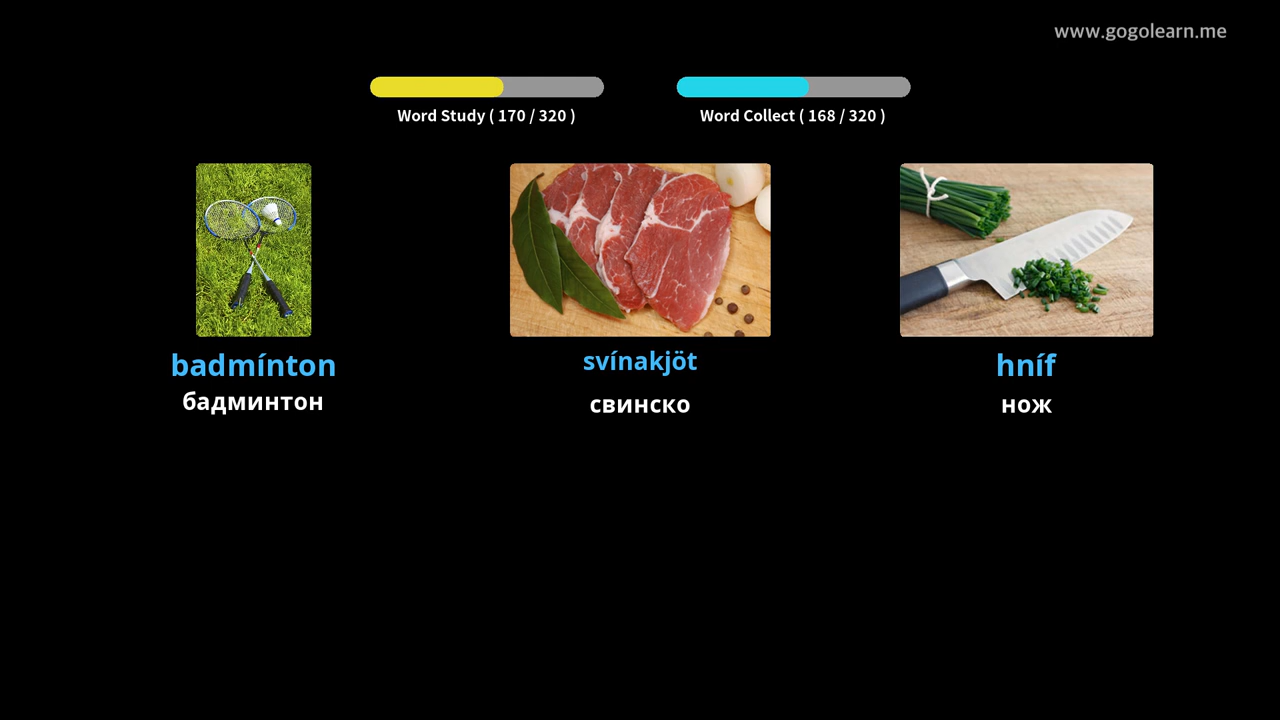 www.gogolearn.me
Word Study ( 170 / 320 )
Word Collect ( 168 / 320 )
badmínton
бадминтон
svínakjöt
свинско
hníf
нож